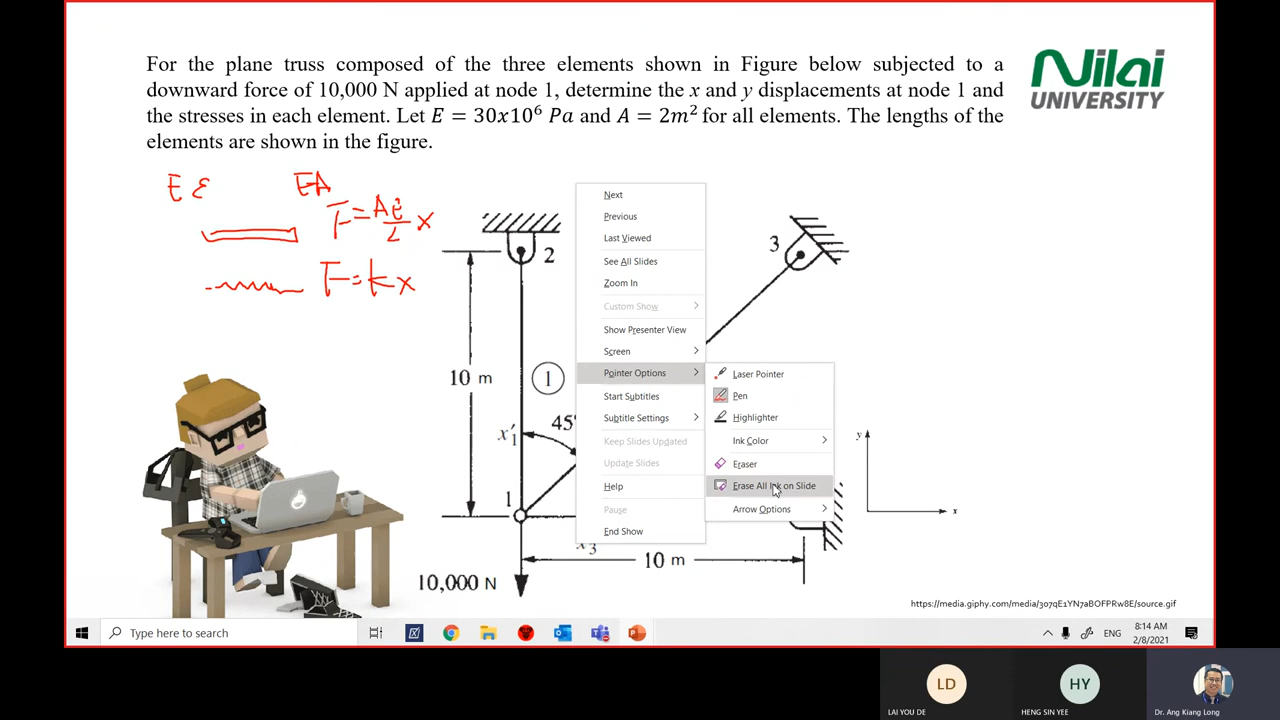 For the plane truss composed of the three elements shown in Figure below subjected to a
downward force of 10,000 N applied at node 1, determine the x and y displacements at node 1 and
the stresses in each element. Let E = 30x10⁶ Pa and A = 2m² for all elements. The lengths of the
elements are shown in the figure.
Nilai
UNIVERSITY
E ε
EA
F = AE/L x
F = kx
2
3
10 m
1
x′1
45°
1
x3
10 m
10,000 N
y
x
Next
Previous
Last Viewed
See All Slides
Zoom In
Custom Show
Show Presenter View
Screen
Pointer Options
Start Subtitles
Subtitle Settings
Keep Slides Updated
Update Slides
Help
Pause
End Show
Laser Pointer
Pen
Highlighter
Ink Color
Eraser
Erase All Ink on Slide
Arrow Options
https://media.giphy.com/media/307qE1YN7aBOFPRw8E/source.gif
Type here to search
ENG
8:14 AM
2/8/2021
LD
LAI YOU DE
HY
HENG SIN YEE
Dr. Ang Kiang Long